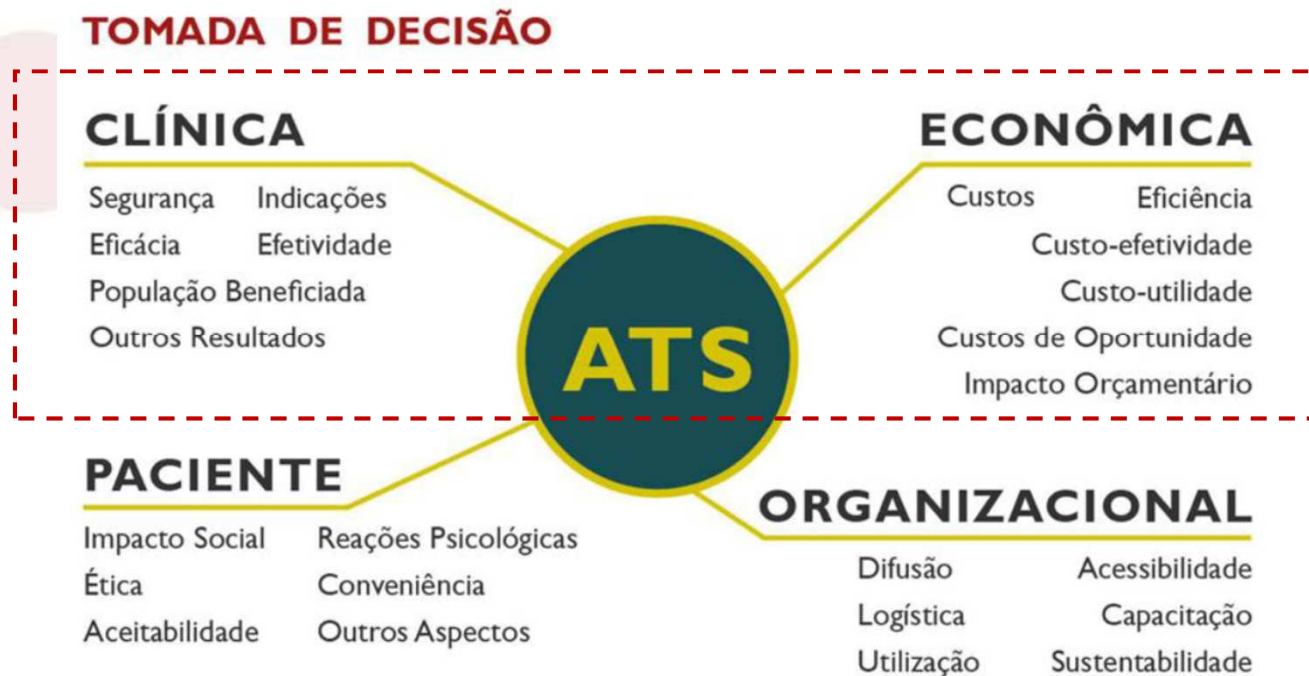 TOMADA DE DECISÃO
CLÍNICA
Segurança Indicações
Eficácia Efetividade
População Beneficiada
Outros Resultados
ECONÔMICA
Custos Eficiência
Custo-efetividade
Custo-utilidade
Custos de Oportunidade
Impacto Orçamentário
ATS
PACIENTE
Impacto Social Reações Psicológicas
Ética Conveniência
Aceitabilidade Outros Aspectos
ORGANIZACIONAL
Difusão Acessibilidade
Logística Capacitação
Utilização Sustentabilidade